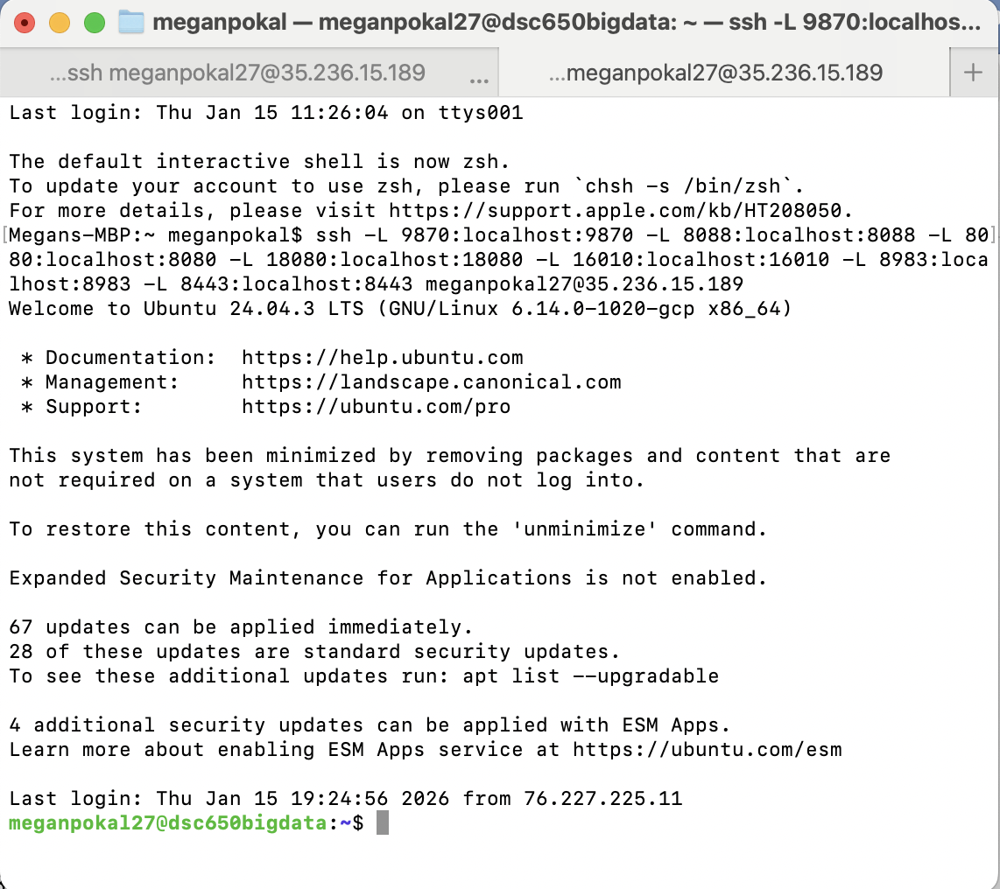 meganpokal — meganpokal27@dsc650bigdata: ~ — ssh -L 9870:localhos...
...ssh meganpokal27@35.236.15.189 ...
...meganpokal27@35.236.15.189 +
Last login: Thu Jan 15 11:26:04 on ttys001
The default interactive shell is now zsh.
To update your account to use zsh, please run `chsh -s /bin/zsh`.
For more details, please visit https://support.apple.com/kb/HT208050.
[Megans-MBP:~ meganpokal$ ssh -L 9870:localhost:9870 -L 8088:localhost:8088 -L 80]
80:localhost:8080 -L 18080:localhost:18080 -L 16010:localhost:16010 -L 8983:loca
lhost:8983 -L 8443:localhost:8443 meganpokal27@35.236.15.189
Welcome to Ubuntu 24.04.3 LTS (GNU/Linux 6.14.0-1020-gcp x86_64)
* Documentation:  https://help.ubuntu.com
* Management:     https://landscape.canonical.com
* Support:        https://ubuntu.com/pro
This system has been minimized by removing packages and content that are
not required on a system that users do not log into.
To restore this content, you can run the 'unminimize' command.
Expanded Security Maintenance for Applications is not enabled.
67 updates can be applied immediately.
28 of these updates are standard security updates.
To see these additional updates run: apt list --upgradable
4 additional security updates can be applied with ESM Apps.
Learn more about enabling ESM Apps service at https://ubuntu.com/esm
Last login: Thu Jan 15 19:24:56 2026 from 76.227.225.11
meganpokal27@dsc650bigdata:~$